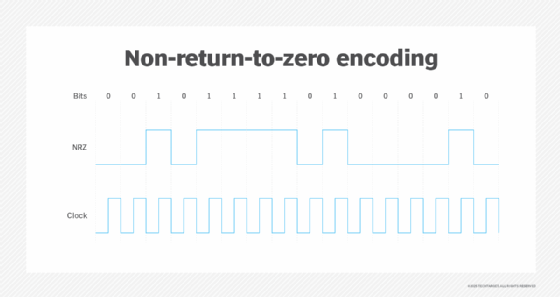 Non-return-to-zero encoding
Bits 0 0 1 0 1 1 1 1 0 1 0 0 0 0 1 0
NRZ
Clock